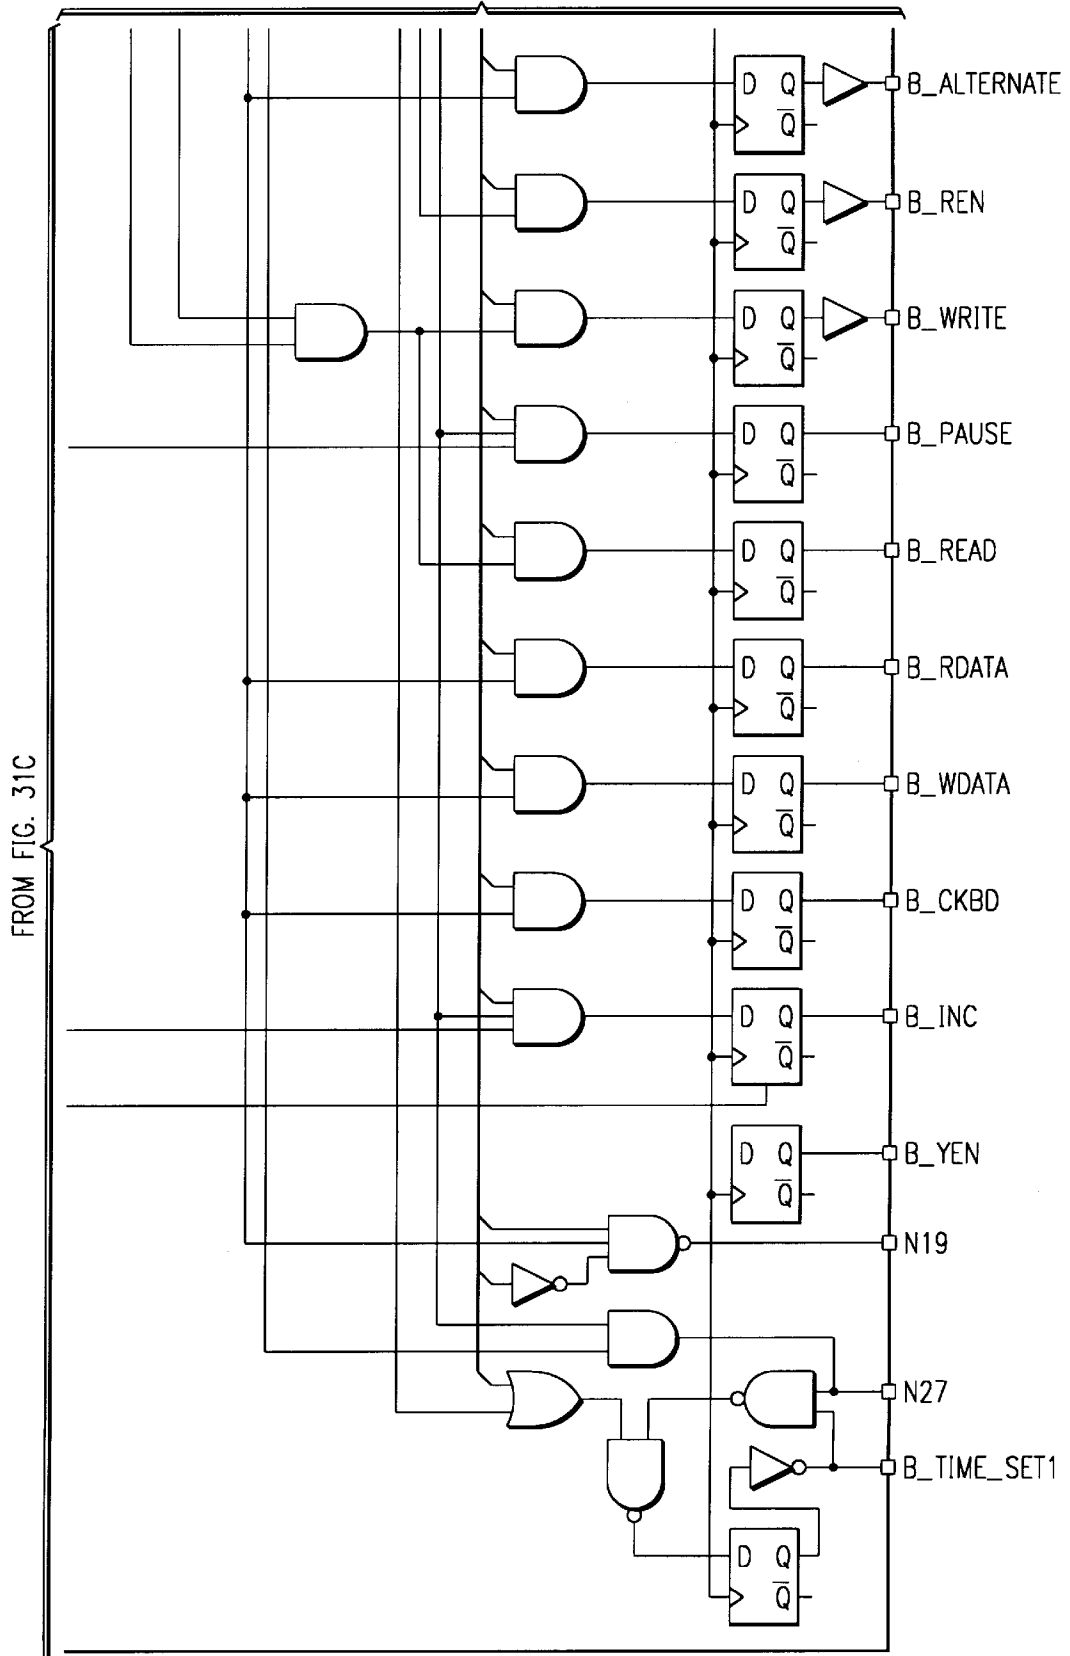 D Q B_ALTERNATE
Q
D Q B_REN
Q
D Q B_WRITE
Q
D Q B_PAUSE
Q
D Q B_READ
Q
D Q B_RDATA
Q
FROM FIG. 31C
D Q B_WDATA
Q
D Q B_CKBD
Q
D Q B_INC
Q
D Q B_YEN
Q
N19
N27
B_TIME_SET1
D Q
Q